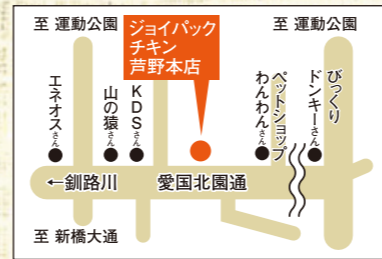 至 運動公園
至 運動公園
ジョイパック
チキン
芦野本店
エネオスさん
山の猿さん
KDSさん
ペットショップ
わんわんさん
びっくり
ドンキーさん
←釧路川
愛国北園通
至 新橋大通